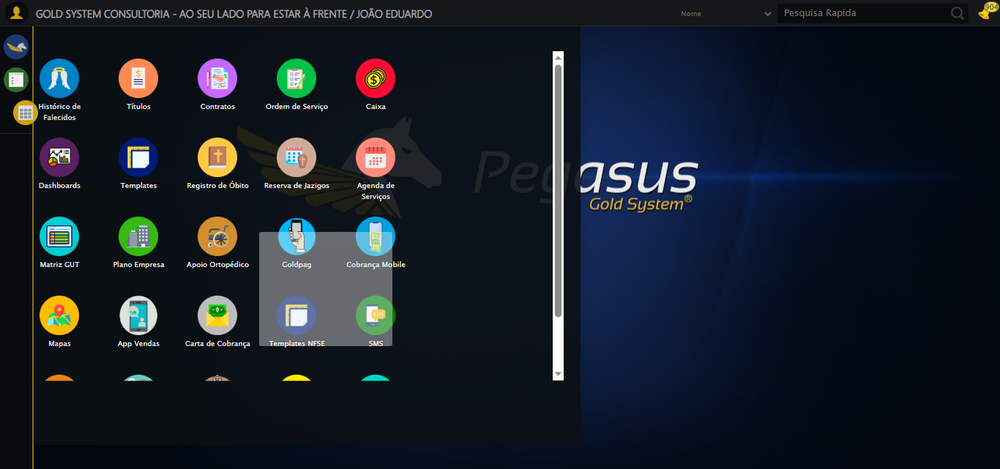 GOLD SYSTEM CONSULTORIA - AO SEU LADO PARA ESTAR À FRENTE / JOÃO EDUARDO
Nome
Pesquisa Rapida
904
Histórico de
Falecidos
Títulos
Contratos
Ordem de Serviço
Caixa
Dashboards
Templates
Registro de Óbito
Reserva de Jazigos
Agenda de
Serviços
Pegasus
Gold System®
Matriz GUT
Plano Empresa
Apoio Ortopédico
Goldpag
Cobrança Mobile
Mapas
App Vendas
Carta de Cobrança
Templates NFSE
SMS